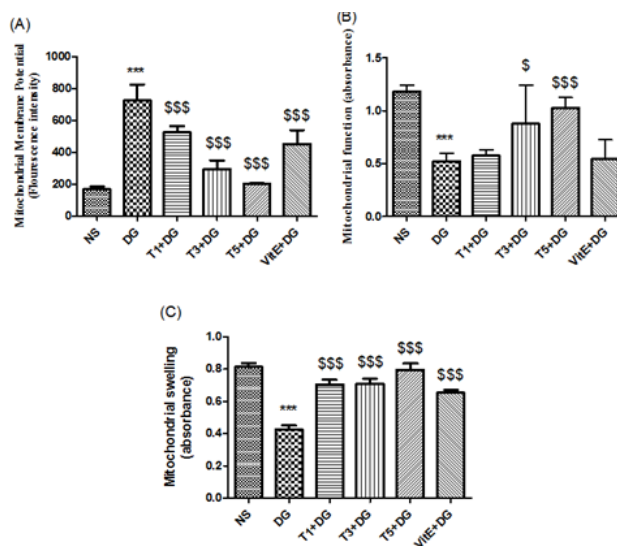 (A)
Mitochondrial Membrane Potential
(Flourescence intensity)
1000
800
600
400
200
0
***
$$$
$$$
$$$
$$$
NS
DG
T1+DG
T3+DG
T5+DG
VitE+DG
(B)
Mitochondrial function (absorbance)
1.5
1.0
0.5
0.0
***
$
$$$
NS
DG
T1+DG
T3+DG
T5+DG
VitE+DG
(C)
Mitochondrial swelling
(absorbance)
1.0
0.8
0.6
0.4
0.2
0.0
***
$$$
$$$
$$$
$$$
NS
DG
T1+DG
T3+DG
T5+DG
VitE+DG